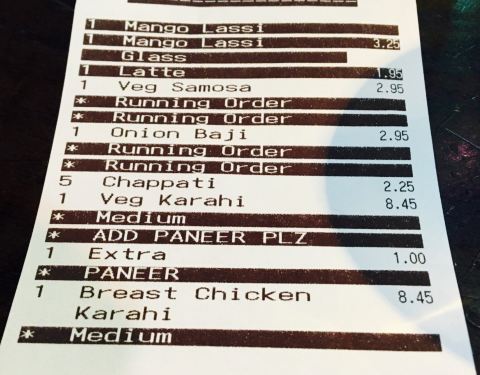 1 Mango Lassi
1 Mango Lassi 3.25
Glass
1 Latte 1.95
1 Veg Samosa 2.95
* Running Order
* Running Order
1 Onion Baji 2.95
* Running Order
* Running Order
5 Chappati 2.25
1 Veg Karahi 8.45
* Medium
* ADD PANEER PLZ
1 Extra 1.00
* PANEER
1 Breast Chicken 8.45
Karahi
* Medium